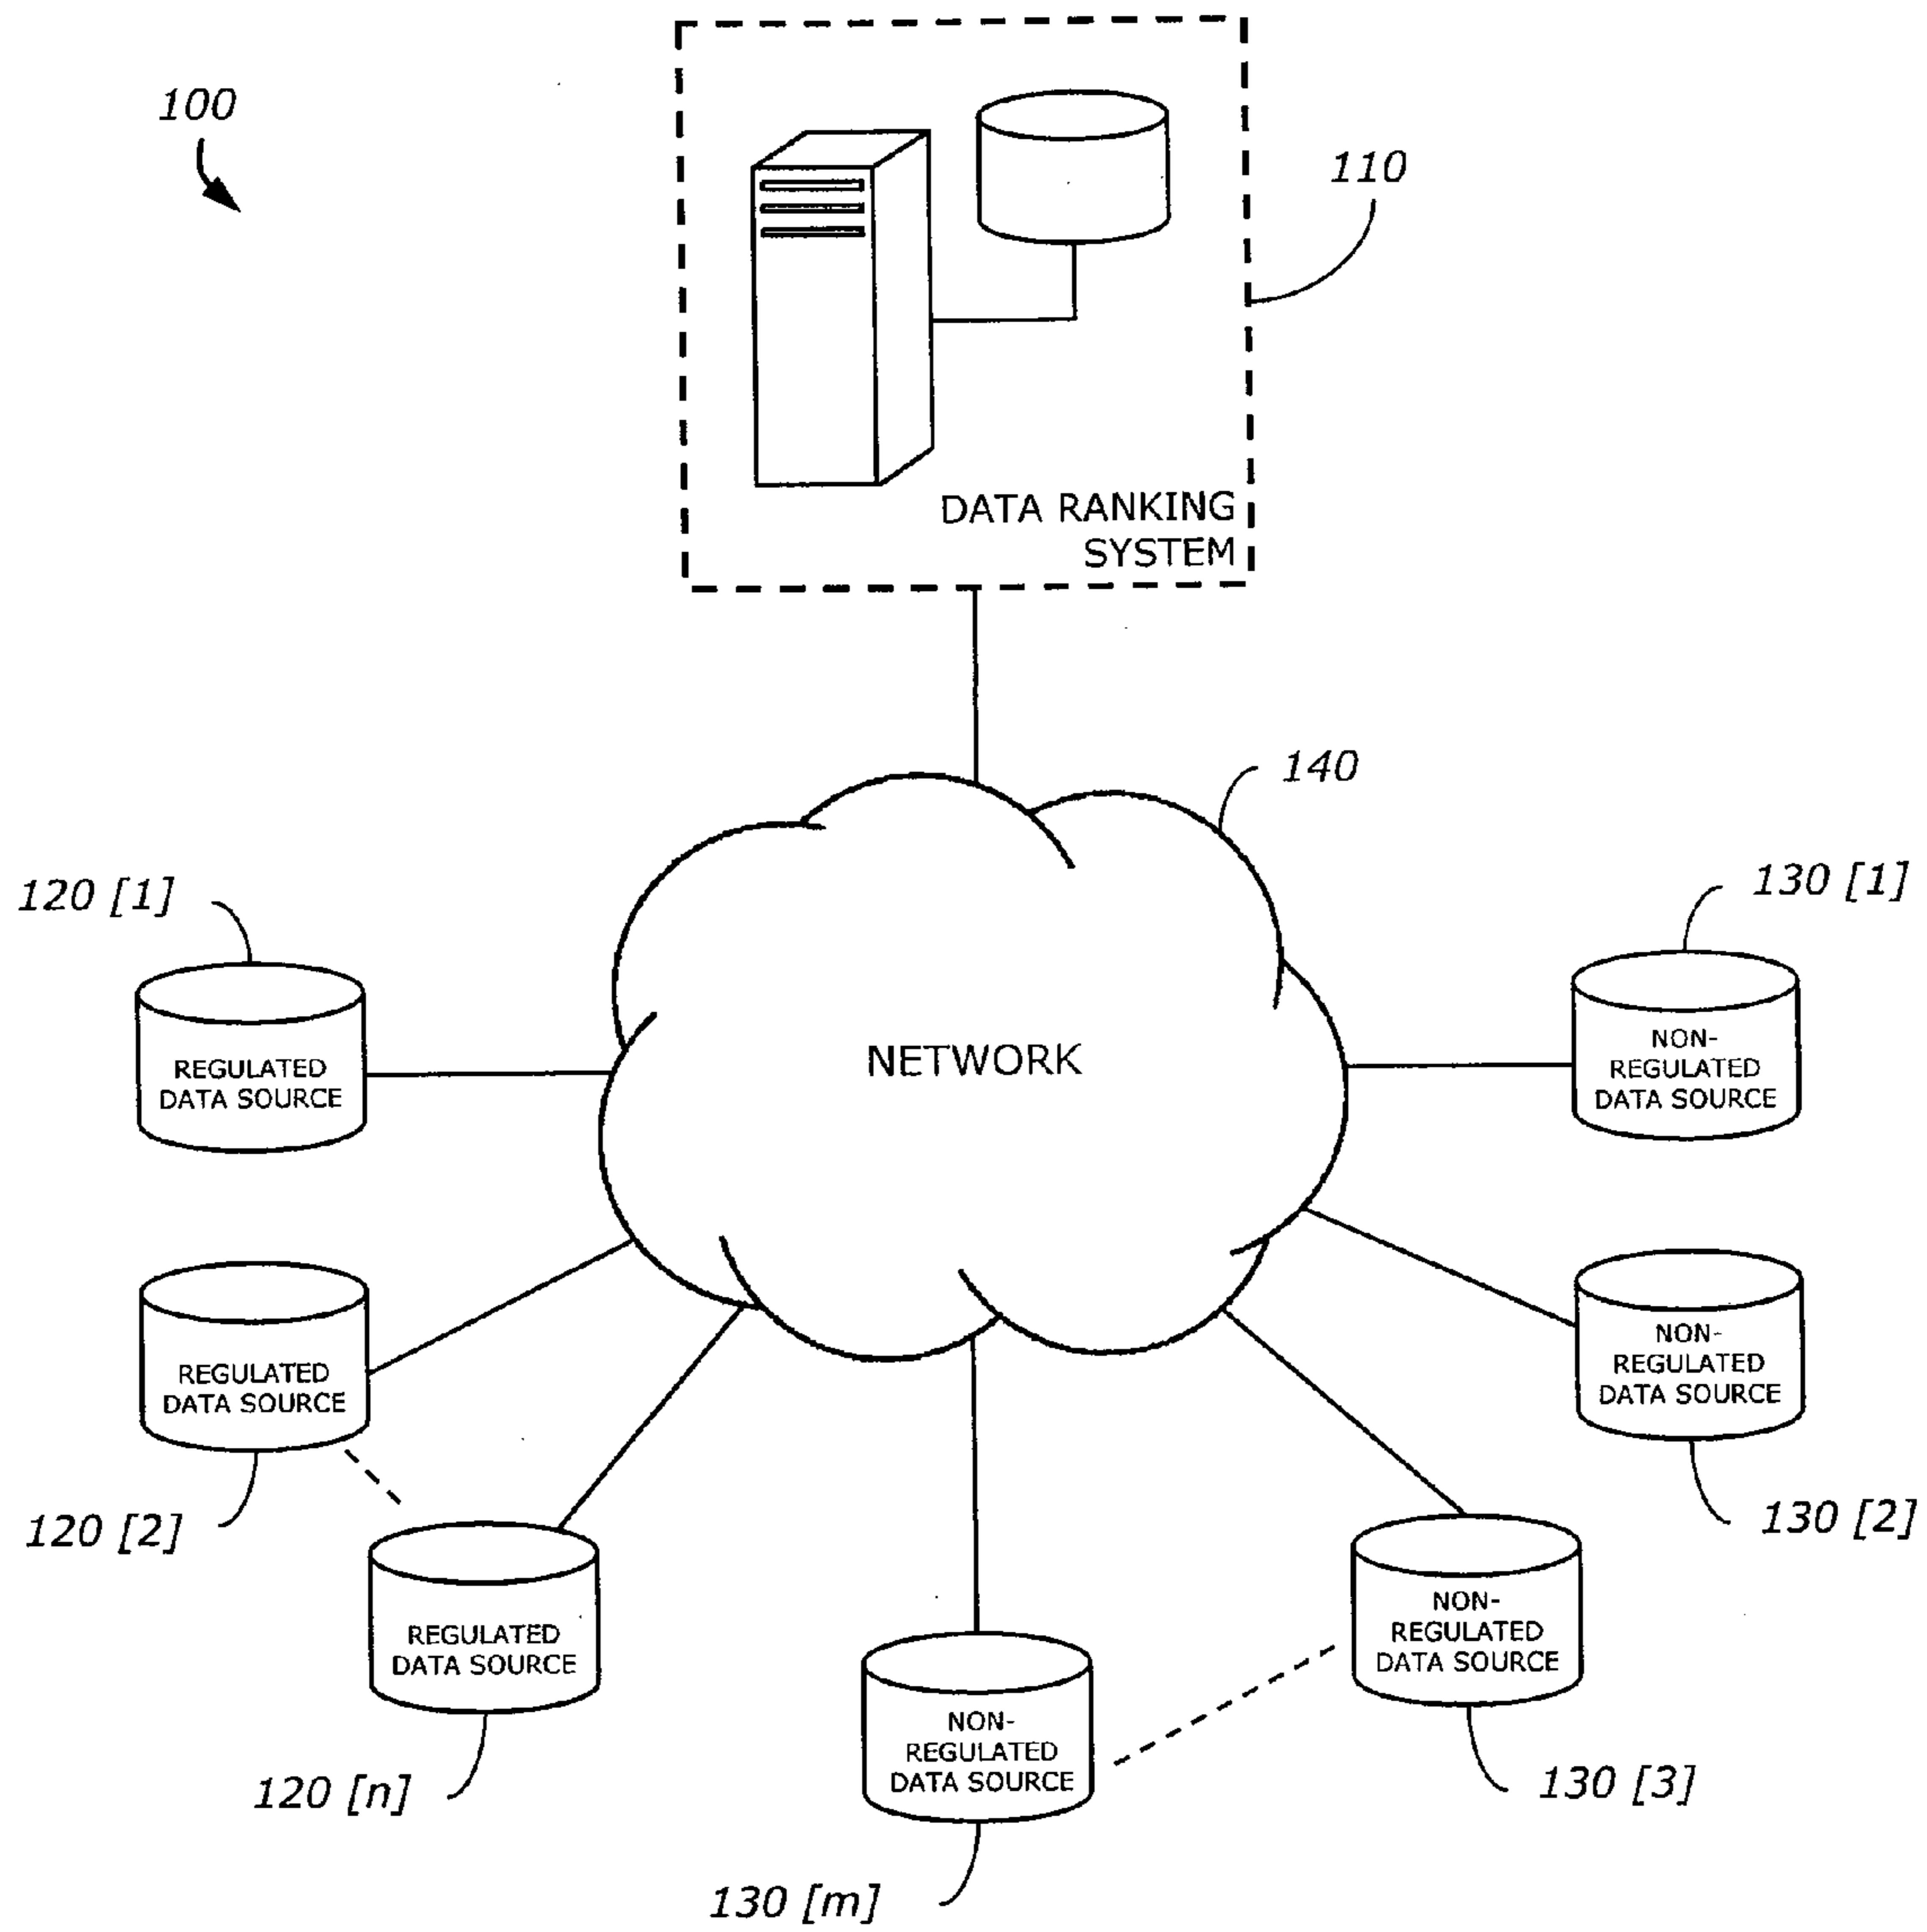 100
110
DATA RANKING
SYSTEM
140
NETWORK
120 [1]
REGULATED
DATA SOURCE
130 [1]
NON-
REGULATED
DATA SOURCE
REGULATED
DATA SOURCE
120 [2]
NON-
REGULATED
DATA SOURCE
130 [2]
REGULATED
DATA SOURCE
120 [n]
NON-
REGULATED
DATA SOURCE
130 [m]
NON-
REGULATED
DATA SOURCE
130 [3]